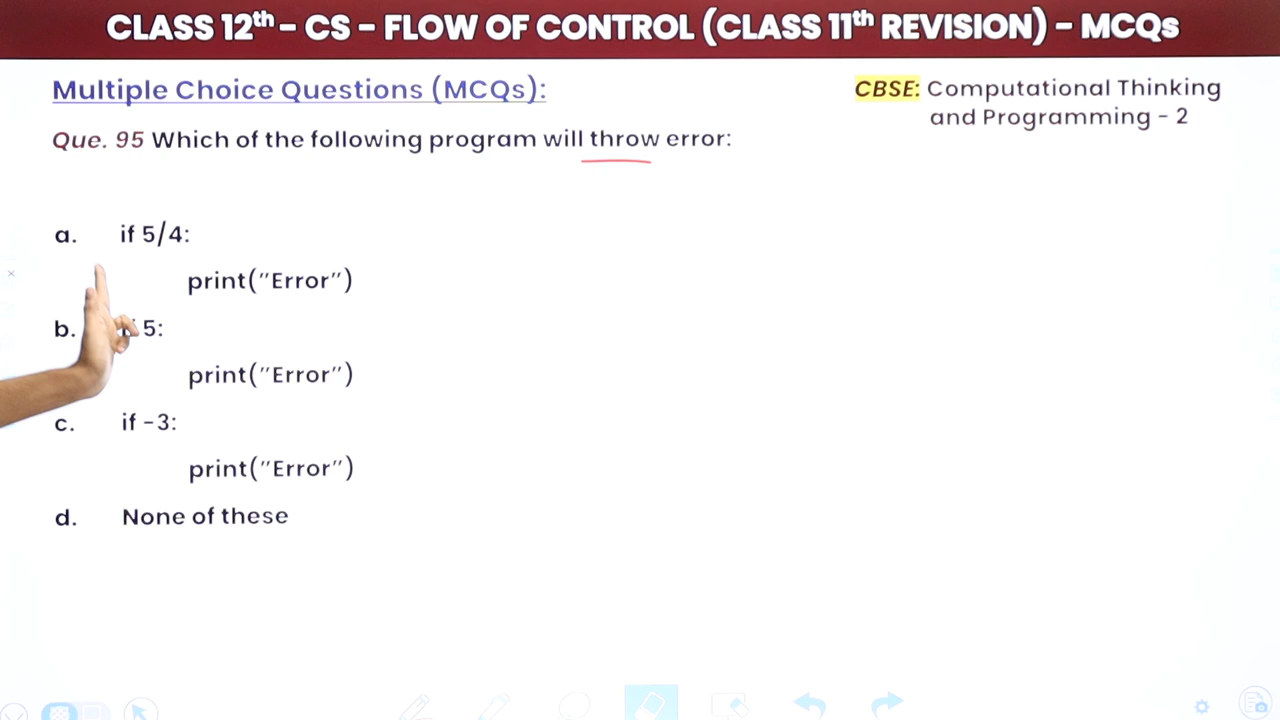 CLASS 12th - CS - FLOW OF CONTROL (CLASS 11th REVISION) - MCQs
Multiple Choice Questions (MCQs):
CBSE: Computational Thinking
and Programming - 2
Que. 95 Which of the following program will throw error:
a. if 5/4:
print("Error")
b. 5:
print("Error")
c. if -3:
print("Error")
d. None of these